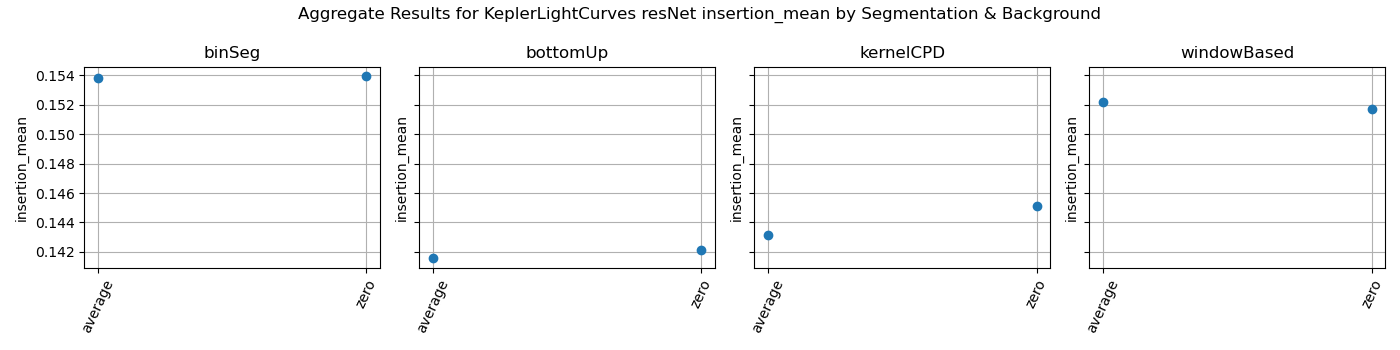 Aggregate Results for KeplerLightCurves resNet insertion_mean by Segmentation & Background
binSeg
bottomUp
kernelCPD
windowBased
0.154
0.152
0.150
0.148
0.146
0.144
0.142
insertion_mean
insertion_mean
insertion_mean
insertion_mean
average
zero
average
zero
average
zero
average
zero